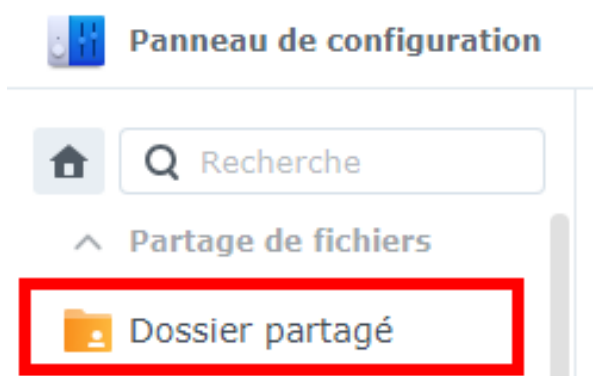 Panneau de configuration
Recherche
Partage de fichiers
Dossier partagé